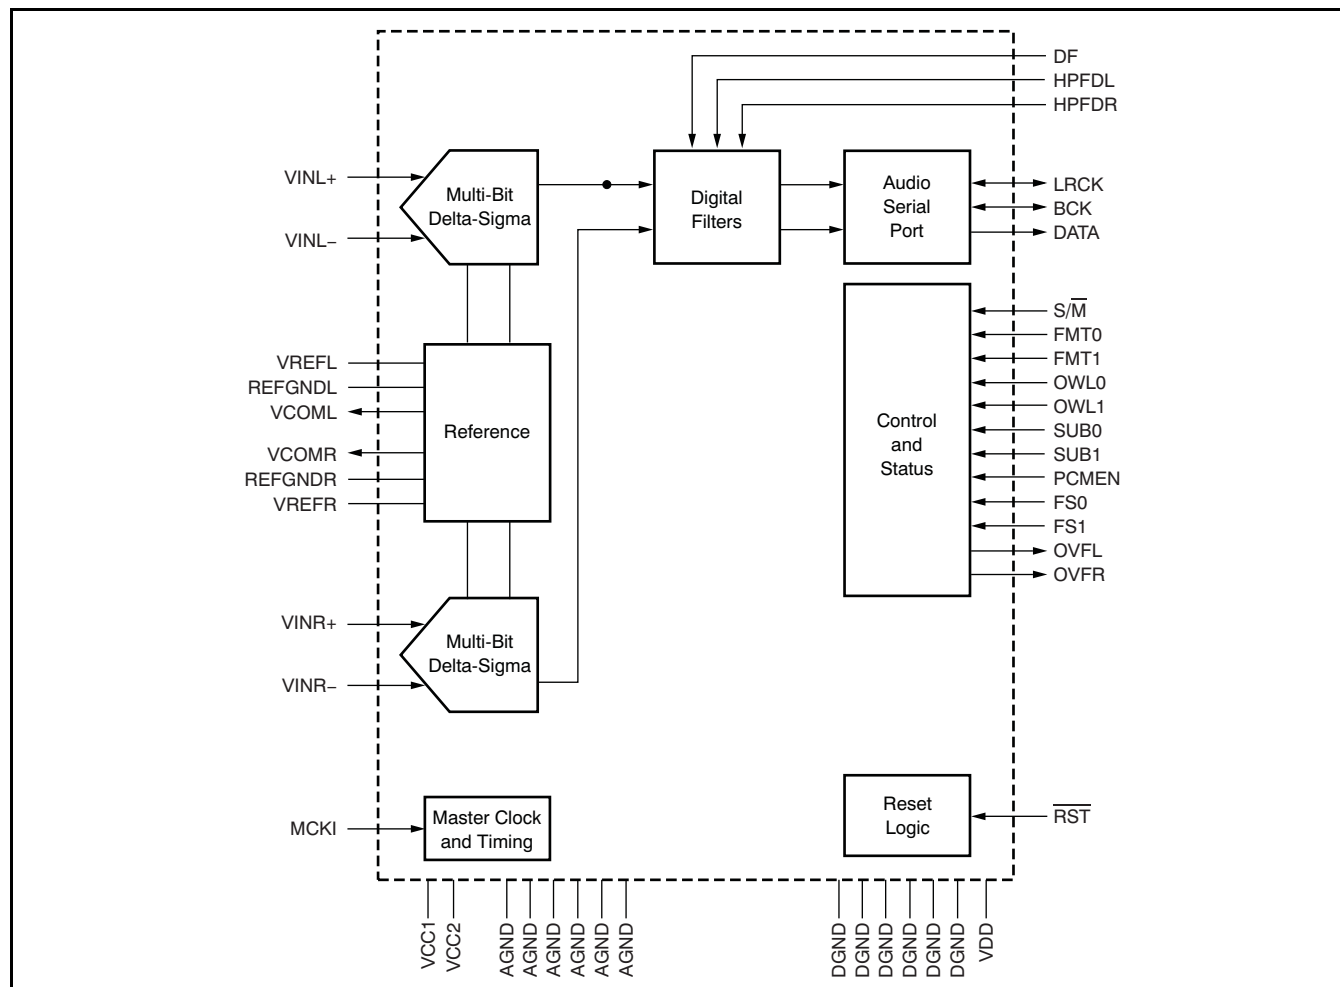 DF
HPFDL
HPFDR
VINL+
VINL−
Multi-Bit
Delta-Sigma
Digital
Filters
Audio
Serial
Port
LRCK
BCK
DATA
VREFL
REFGNDL
VCOML
VCOMR
REFGNDR
VREFR
Reference
Control
and
Status
S/M̅
FMT0
FMT1
OWL0
OWL1
SUB0
SUB1
PCMEN
FS0
FS1
OVFL
OVFR
VINR+
VINR−
Multi-Bit
Delta-Sigma
MCKI
Master Clock
and Timing
Reset
Logic
R̅S̅T̅
VCC1
VCC2
AGND
AGND
AGND
AGND
AGND
AGND
DGND
DGND
DGND
DGND
DGND
DGND
VDD